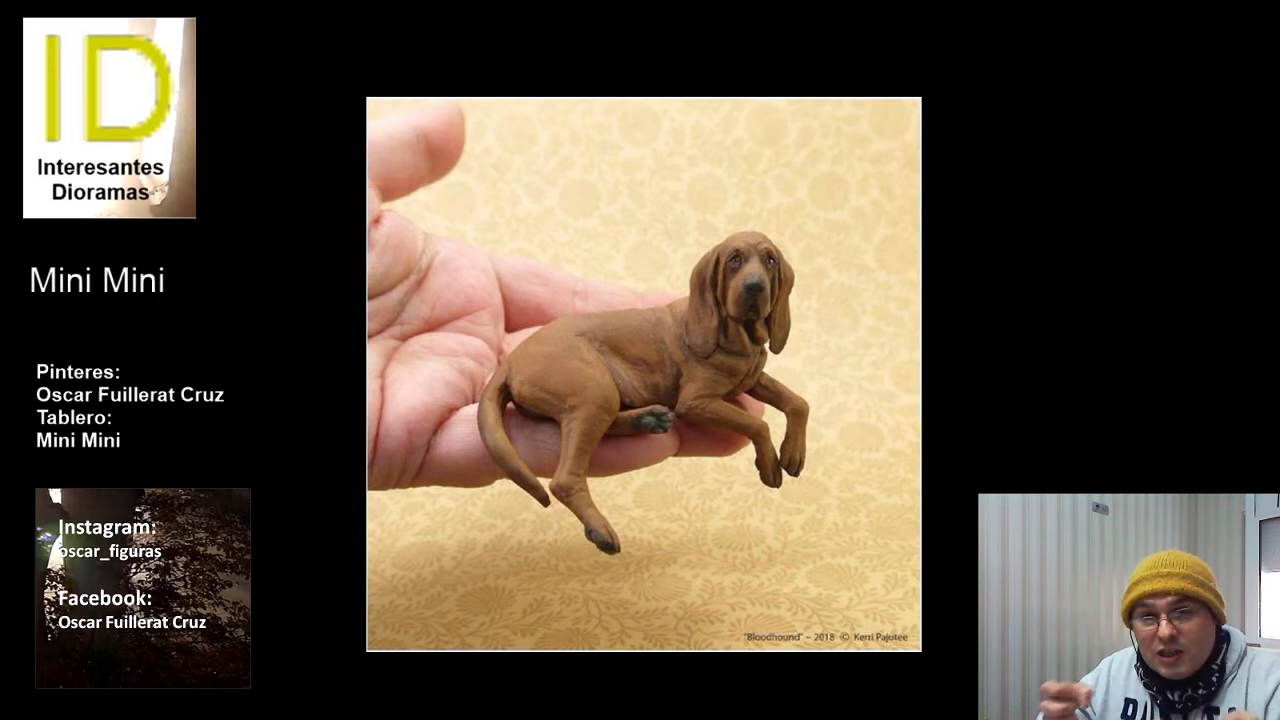 ID
Interesantes
Dioramas
Mini Mini
Pinteres:
Oscar Fuillerat Cruz
Tablero:
Mini Mini
Instagram:
oscar_figuras
Facebook:
Oscar Fuillerat Cruz
"Bloodhound" – 2018 © Kerri Pajutee